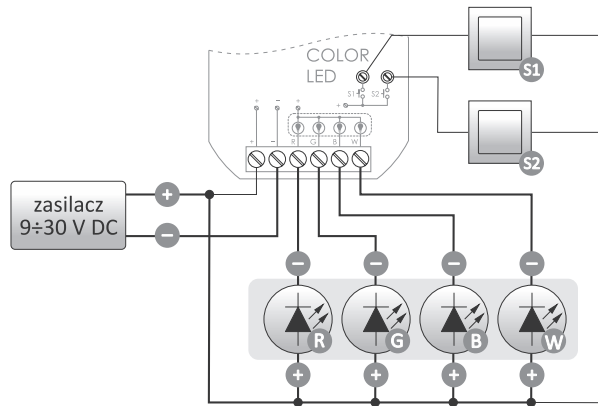 COLOR
LED
S1
S1 S2
+
+ − +
+ − R G B W
S2
zasilacz
9÷30 V DC
+
−
− − − −
R G B W
+ + + +